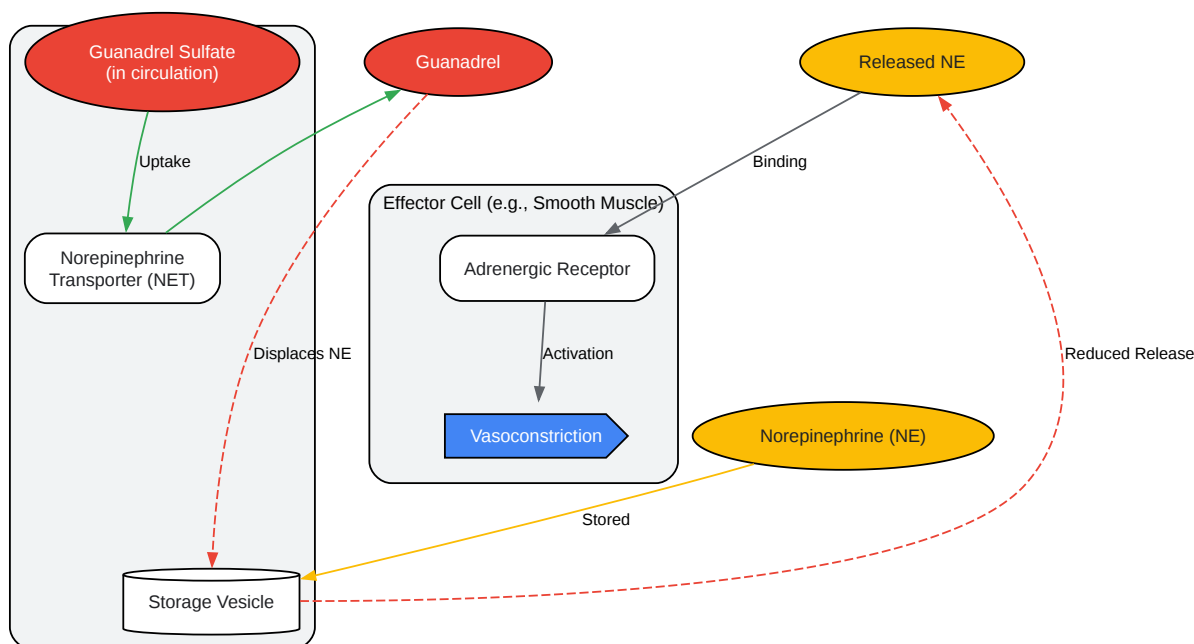 Guanadrel Sulfate
(in circulation)
Guanadrel
Released NE
Uptake
Binding
Effector Cell (e.g., Smooth Muscle)
Norepinephrine
Transporter (NET)
Adrenergic Receptor
Displaces NE
Activation
Reduced Release
Vasoconstriction
Norepinephrine (NE)
Stored
Storage Vesicle